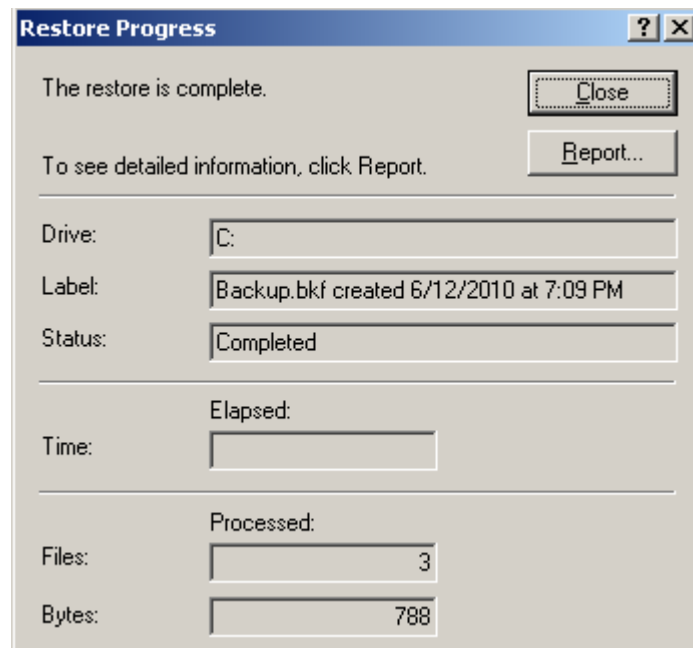 Restore Progress
The restore is complete.
Close
To see detailed information, click Report.
Report...
Drive: C:
Label: Backup.bkf created 6/12/2010 at 7:09 PM
Status: Completed
Elapsed:
Time:
Processed:
Files: 3
Bytes: 788